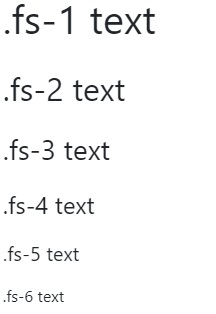 .fs-1 text
.fs-2 text
.fs-3 text
.fs-4 text
.fs-5 text
.fs-6 text